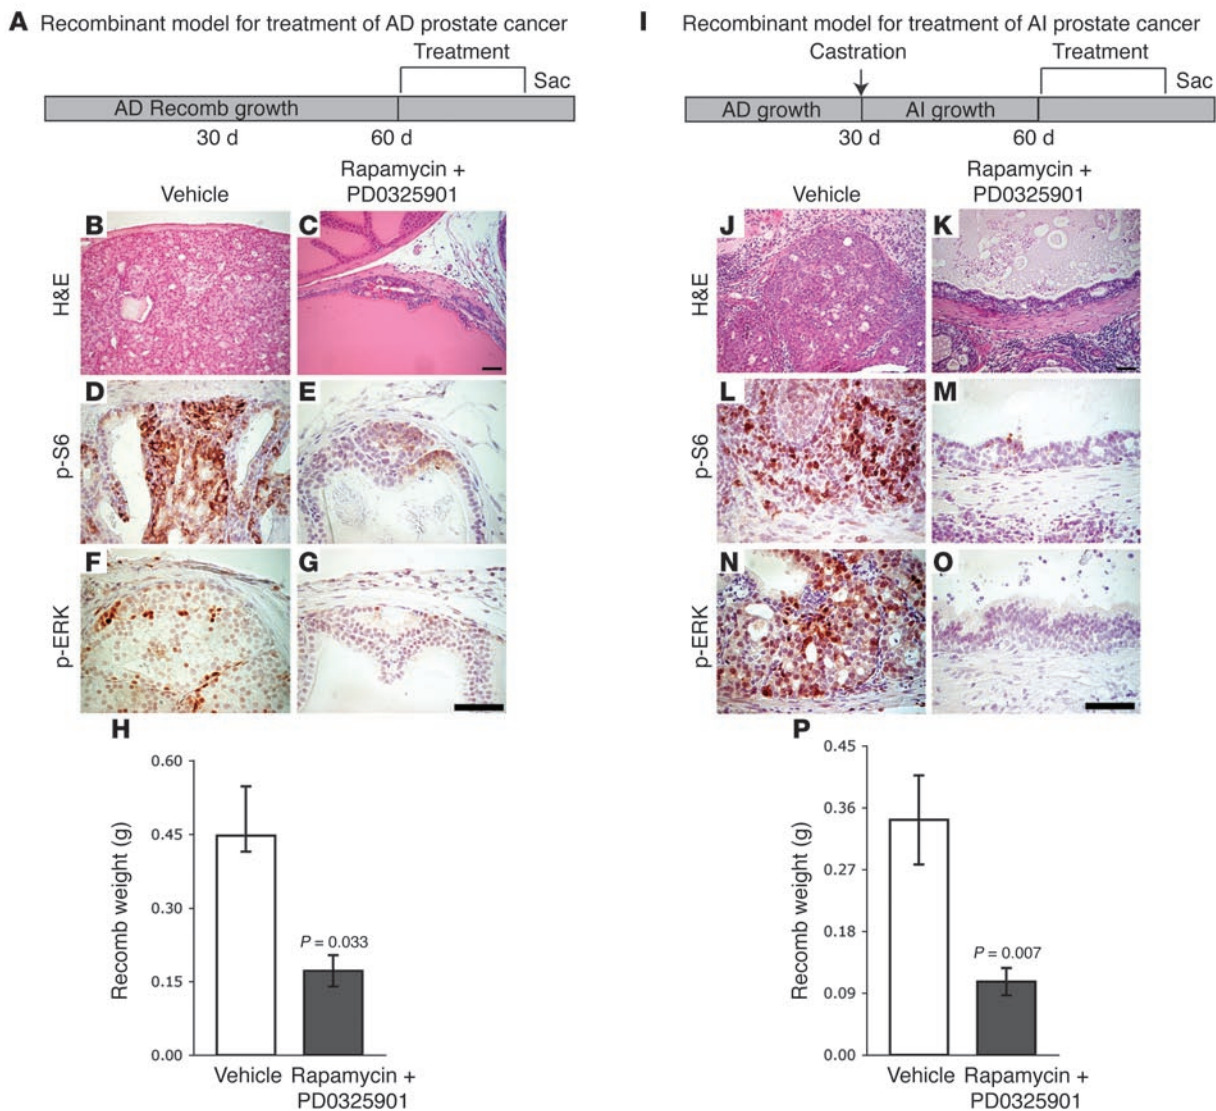 A Recombinant model for treatment of AD prostate cancer
Treatment
Sac
AD Recomb growth
30 d
60 d
Vehicle
Rapamycin +
PD0325901
H&E
B
C
p-S6
D
E
p-ERK
F
G
H
Recomb weight (g)
0.60
0.45
0.30
0.15
0.00
P = 0.033
Vehicle
Rapamycin +
PD0325901
I Recombinant model for treatment of AI prostate cancer
Castration
Treatment
Sac
AD growth
AI growth
30 d
60 d
Vehicle
Rapamycin +
PD0325901
H&E
J
K
p-S6
L
M
p-ERK
N
O
P
Recomb weight (g)
0.45
0.36
0.27
0.18
0.09
0.00
P = 0.007
Vehicle
Rapamycin +
PD0325901